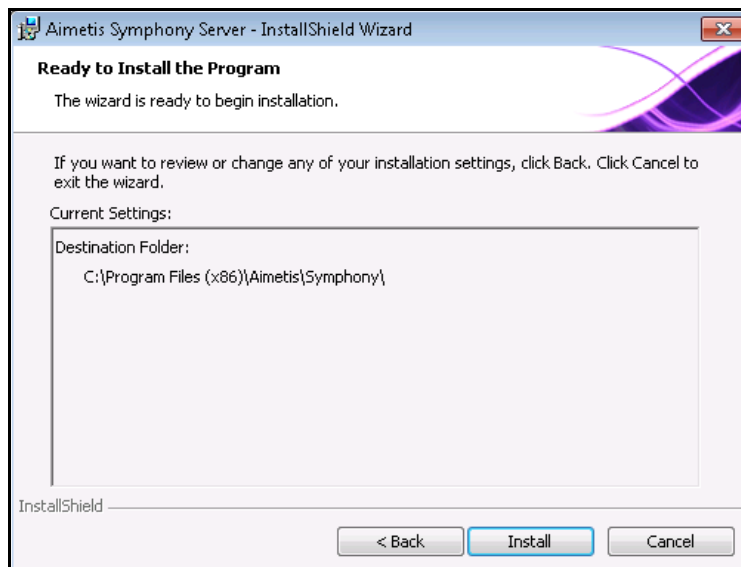 Aimetis Symphony Server - InstallShield Wizard
Ready to Install the Program
The wizard is ready to begin installation.
If you want to review or change any of your installation settings, click Back. Click Cancel to
exit the wizard.
Current Settings:
Destination Folder:
C:\Program Files (x86)\Aimetis\Symphony\
InstallShield
< Back Install Cancel